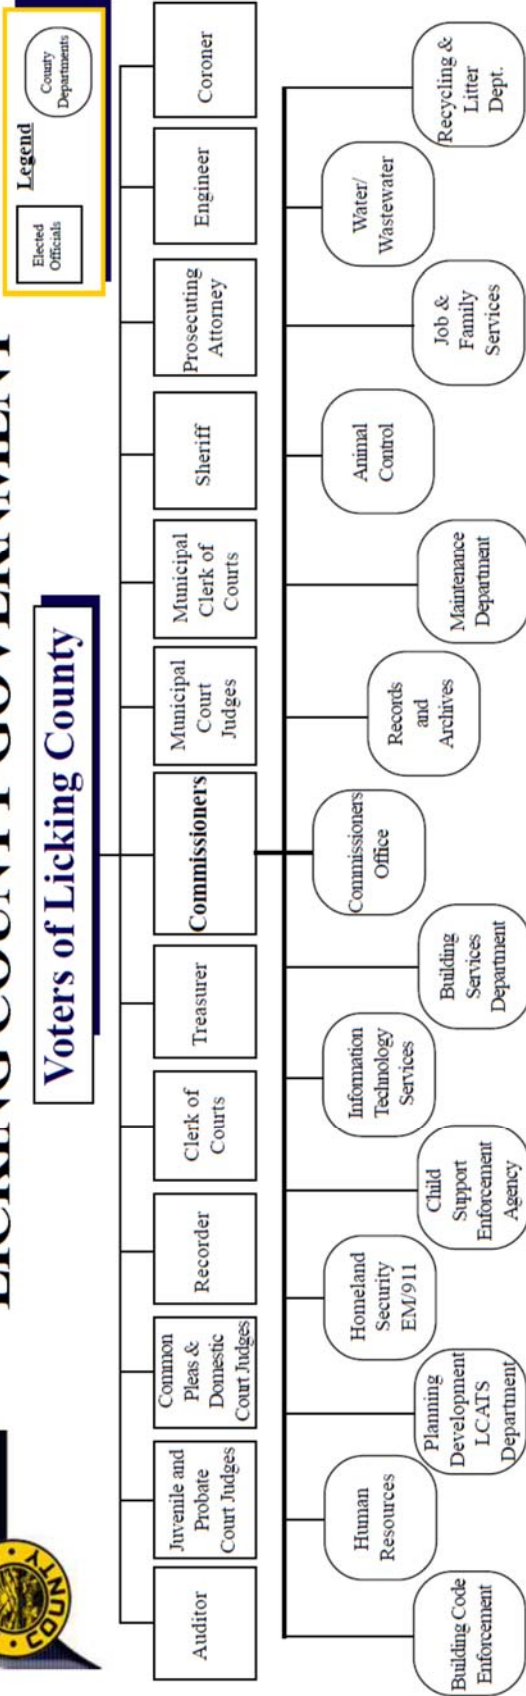 LICKING COUNTY GOVERNMENT
COUNTY
Legend
Elected
Officials
County
Departments
Voters of Licking County
Auditor
Juvenile and
Probate
Court Judges
Common
Pleas &
Domestic
Court Judges
Recorder
Clerk of
Courts
Treasurer
Commissioners
Municipal
Court
Judges
Municipal
Clerk of
Courts
Sheriff
Prosecuting
Attorney
Engineer
Coroner
Building Code
Enforcement
Human
Resources
Planning
Development
LCATS
Department
Homeland
Security
EM/911
Child
Support
Enforcement
Agency
Information
Technology
Services
Building
Services
Department
Commissioners
Office
Records
and
Archives
Maintenance
Department
Animal
Control
Job &
Family
Services
Water/
Wastewater
Recycling &
Litter
Dept.